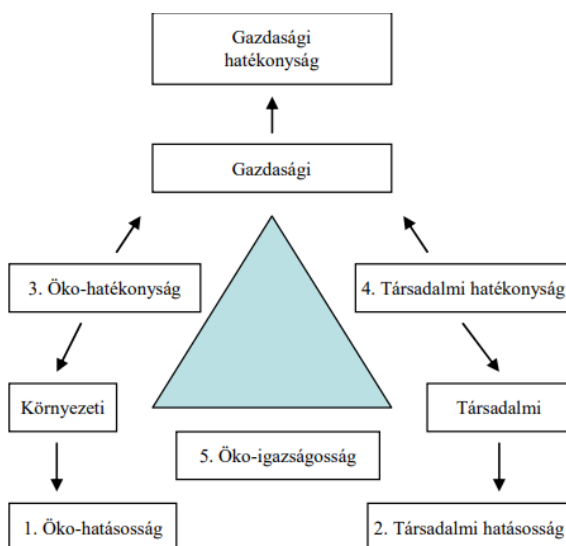 Gazdasági
hatékonyság
Gazdasági
3. Öko-hatékonyság
4. Társadalmi hatékonyság
Környezeti
Társadalmi
5. Öko-igazságosság
1. Öko-hatásosság
2. Társadalmi hatásosság